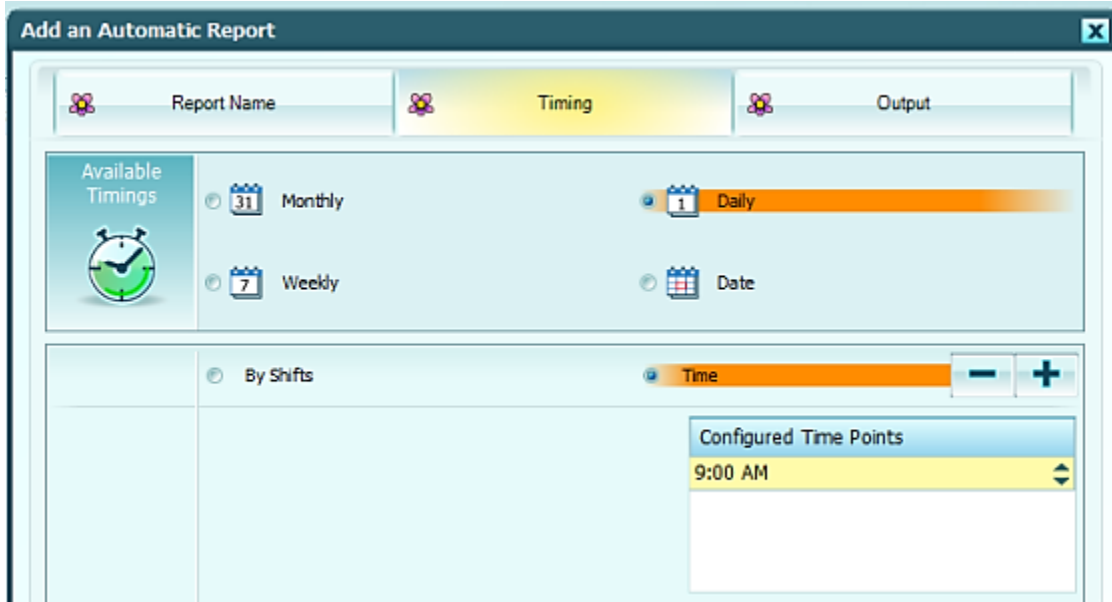 Add an Automatic Report
Report Name
Timing
Output
Available
Timings
31 Monthly
1 Daily
7 Weekly
Date
By Shifts
Time
Configured Time Points
9:00 AM